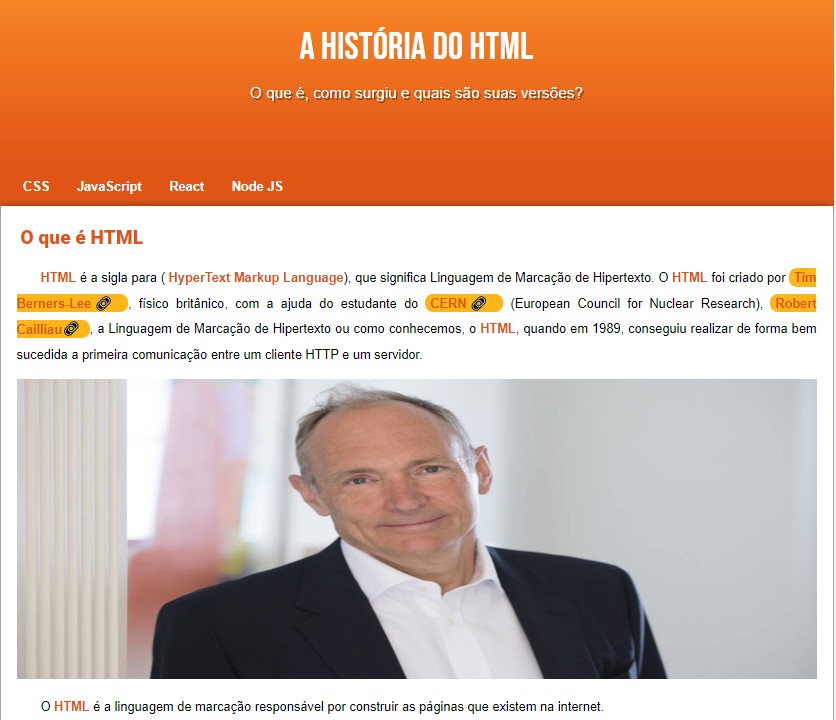 A HISTÓRIA DO HTML
O que é, como surgiu e quais são suas versões?
CSS JavaScript React Node JS
O que é HTML
HTML é a sigla para ( HyperText Markup Language), que significa Linguagem de Marcação de Hipertexto. O HTML foi criado por Tim
Berners-Lee , físico britânico, com a ajuda do estudante do CERN (European Council for Nuclear Research), Robert
Cailliau , a Linguagem de Marcação de Hipertexto ou como conhecemos, o HTML, quando em 1989, conseguiu realizar de forma bem
sucedida a primeira comunicação entre um cliente HTTP e um servidor.
O HTML é a linguagem de marcação responsável por construir as páginas que existem na internet.